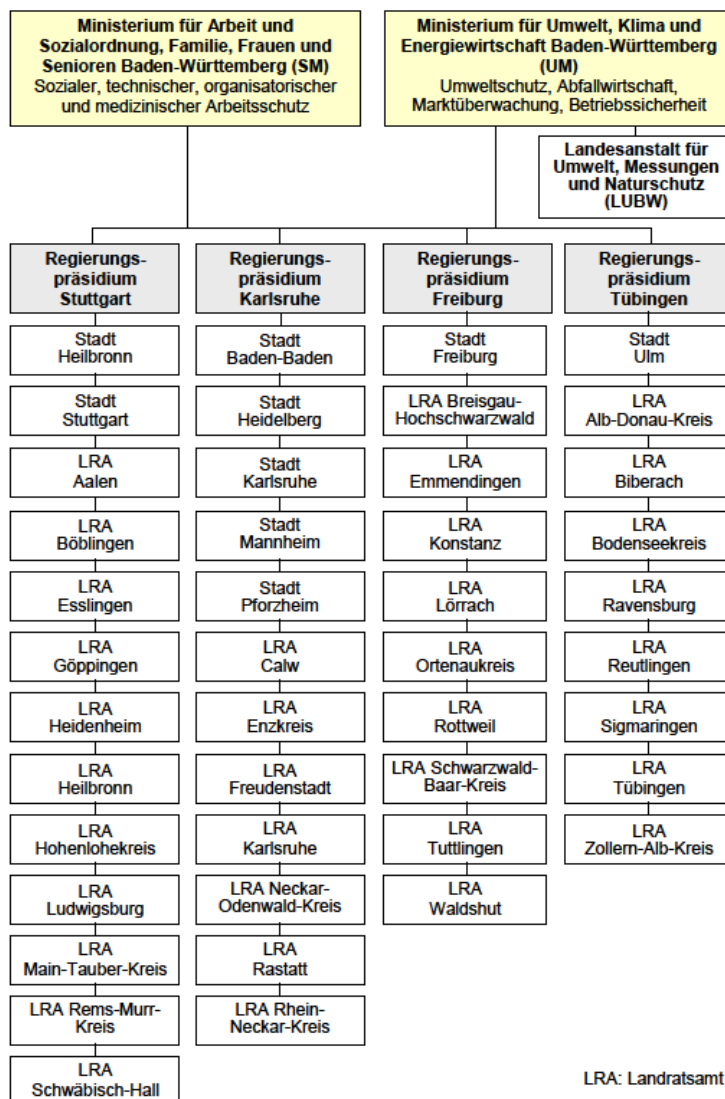 Ministerium für Arbeit und
Sozialordnung, Familie, Frauen und
Senioren Baden-Württemberg (SM)
Sozialer, technischer, organisatorischer
und medizinischer Arbeitsschutz
Ministerium für Umwelt, Klima und
Energiewirtschaft Baden-Württemberg
(UM)
Umweltschutz, Abfallwirtschaft,
Marktüberwachung, Betriebssicherheit
Landesanstalt für
Umwelt, Messungen
und Naturschutz
(LUBW)
Regierungs-
präsidium
Stuttgart
Stadt
Heilbronn
Stadt
Stuttgart
LRA
Aalen
LRA
Böblingen
LRA
Esslingen
LRA
Göppingen
LRA
Heidenheim
LRA
Heilbronn
LRA
Hohenlohekreis
LRA
Ludwigsburg
LRA
Main-Tauber-Kreis
LRA Rems-Murr-
Kreis
LRA
Schwäbisch-Hall
Regierungs-
präsidium
Karlsruhe
Stadt
Baden-Baden
Stadt
Heidelberg
Stadt
Karlsruhe
Stadt
Mannheim
Stadt
Pforzheim
LRA
Calw
LRA
Enzkreis
LRA
Freudenstadt
LRA
Karlsruhe
LRA Neckar-
Odenwald-Kreis
LRA
Rastatt
LRA Rhein-
Neckar-Kreis
Regierungs-
präsidium
Freiburg
Stadt
Freiburg
LRA Breisgau-
Hochschwarzwald
LRA
Emmendingen
LRA
Konstanz
LRA
Lörrach
LRA
Ortenaukreis
LRA
Rottweil
LRA Schwarzwald-
Baar-Kreis
LRA
Tuttlingen
LRA
Waldshut
Regierungs-
präsidium
Tübingen
Stadt
Ulm
LRA
Alb-Donau-Kreis
LRA
Biberach
LRA
Bodenseekreis
LRA
Ravensburg
LRA
Reutlingen
LRA
Sigmaringen
LRA
Tübingen
LRA
Zollern-Alb-Kreis
LRA: Landratsamt